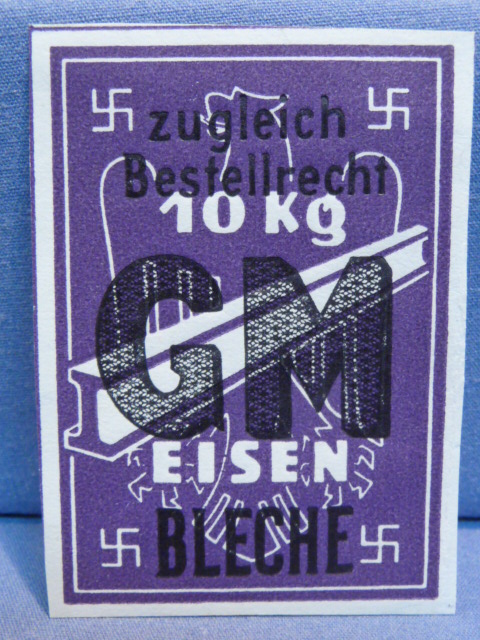 zugleich
Bestellrecht
10 Kg
GM
EISEN
BLECHE